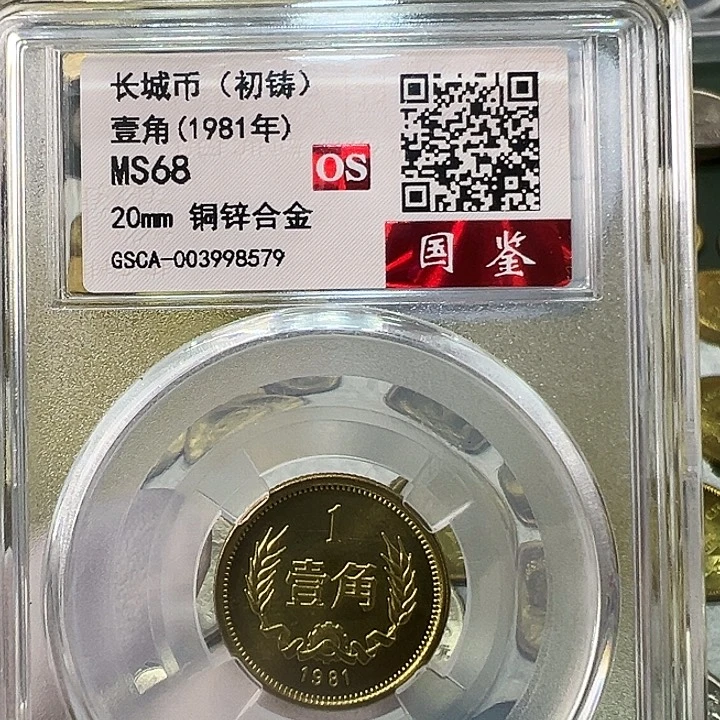 长城币（初铸）
壹角(1981年)
MS68
OS
20mm 铜锌合金
GSCA-003998579
国鉴
1
壹角
1981